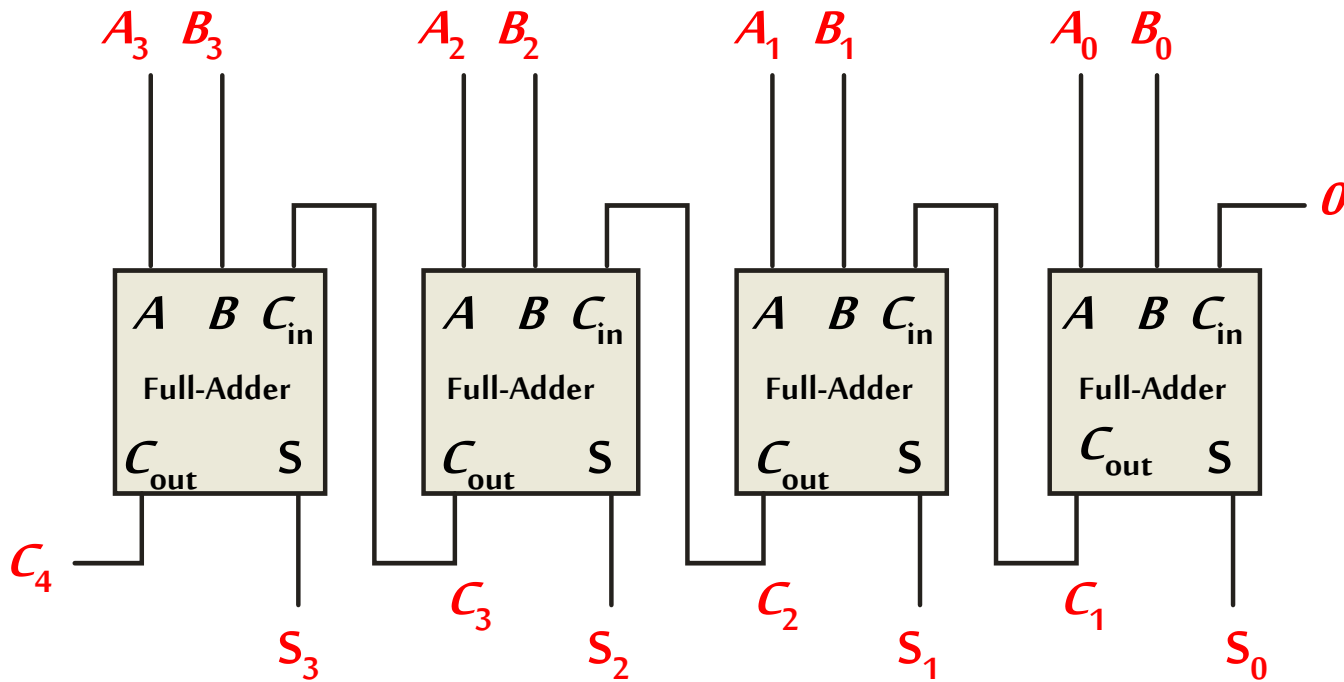 A3 B3 A2 B2 A1 B1 A0 B0
0
A B Cin A B Cin A B Cin A B Cin
Full-Adder Full-Adder Full-Adder Full-Adder
Cout S Cout S Cout S Cout S
C4 C3 C2 C1
S3 S2 S1 S0